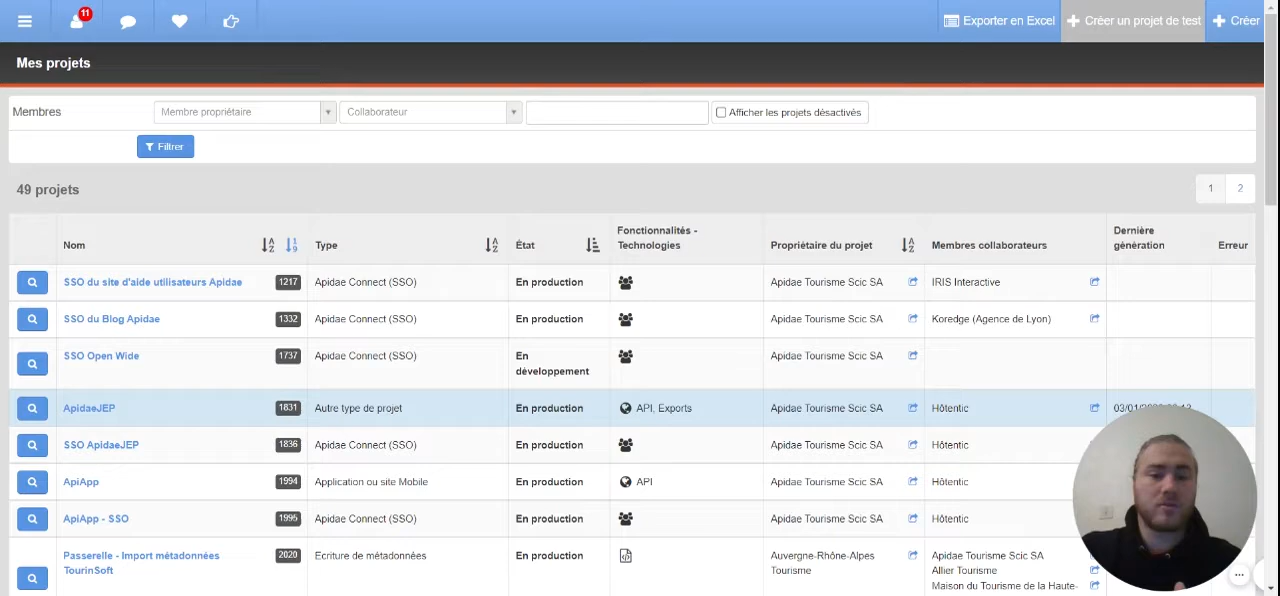 11
Exporter en Excel
Créer un projet de test
Créer
Mes projets
Membres
Membre propriétaire
Collaborateur
Afficher les projets désactivés
Filtrer
49 projets
1 2
Nom
Type
État
Fonctionnalités -
Technologies
Propriétaire du projet
Membres collaborateurs
Dernière
génération
Erreur
SSO du site d'aide utilisateurs Apidae 1217 Apidae Connect (SSO) En production Apidae Tourisme Scic SA IRIS Interactive
SSO du Blog Apidae 1332 Apidae Connect (SSO) En production Apidae Tourisme Scic SA Koredge (Agence de Lyon)
SSO Open Wide 1737 Apidae Connect (SSO) En Apidae Tourisme Scic SA
développement
ApidaeJEP 1831 Autre type de projet En production API, Exports Apidae Tourisme Scic SA Hôtentic
SSO ApidaeJEP 1836 Apidae Connect (SSO) En production Apidae Tourisme Scic SA Hôtentic
ApiApp 1994 Application ou site Mobile En production API Apidae Tourisme Scic SA Hôtentic
ApiApp - SSO 1995 Apidae Connect (SSO) En production Apidae Tourisme Scic SA Hôtentic
Passerelle - Import métadonnées 2020 Ecriture de métadonnées En production Auvergne-Rhône-Alpes Apidae Tourisme Scic SA
TourinSoft Tourisme Allier Tourisme
Maison du Tourisme de la Haute-